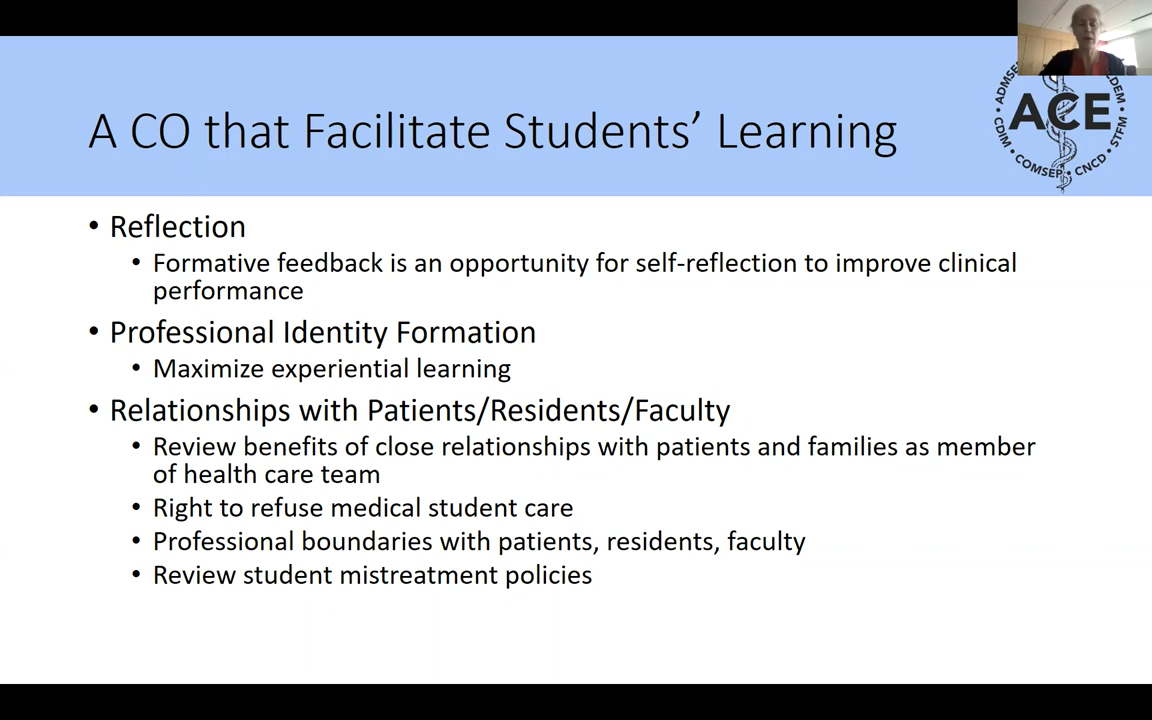 A CO that Facilitate Students’ Learning
ACE
CDIM • COMSEP • CNCD • STFM
• Reflection
• Formative feedback is an opportunity for self-reflection to improve clinical
performance
• Professional Identity Formation
• Maximize experiential learning
• Relationships with Patients/Residents/Faculty
• Review benefits of close relationships with patients and families as member
of health care team
• Right to refuse medical student care
• Professional boundaries with patients, residents, faculty
• Review student mistreatment policies